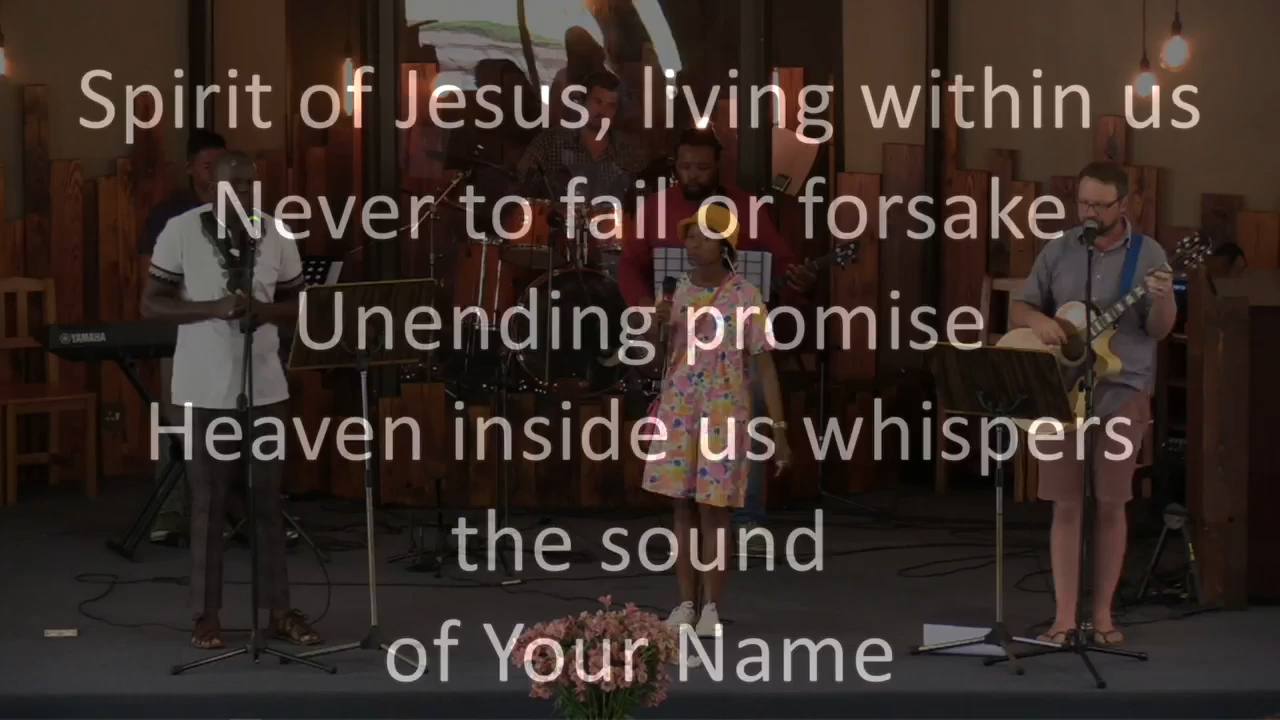 Spirit of Jesus, living within us
Never to fail or forsake
Unending promise
Heaven inside us whispers
the sound
of Your Name
YAMAHA